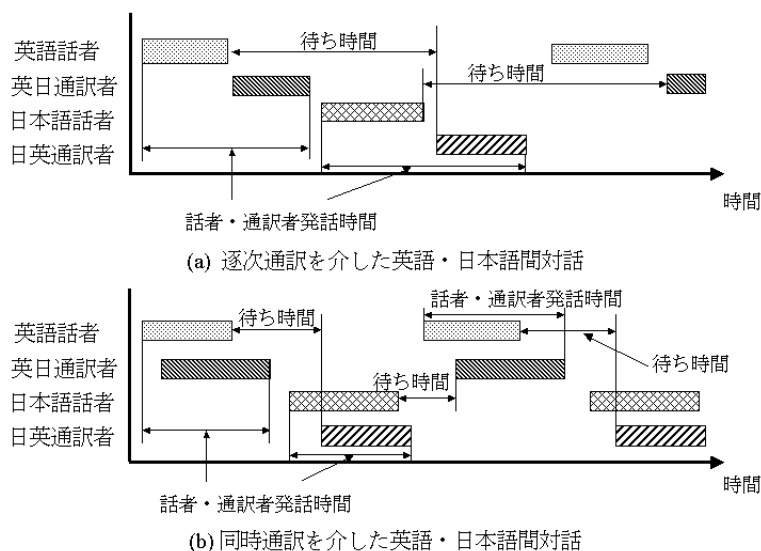 英語話者
待ち時間
英日通訳者
待ち時間
日本語話者
日英通訳者
時間
話者・通訳者発話時間
(a) 逐次通訳を介した英語・日本語間対話
話者・通訳者発話時間
英語話者
待ち時間
待ち時間
英日通訳者
待ち時間
日本語話者
日英通訳者
時間
話者・通訳者発話時間
(b) 同時通訳を介した英語・日本語間対話